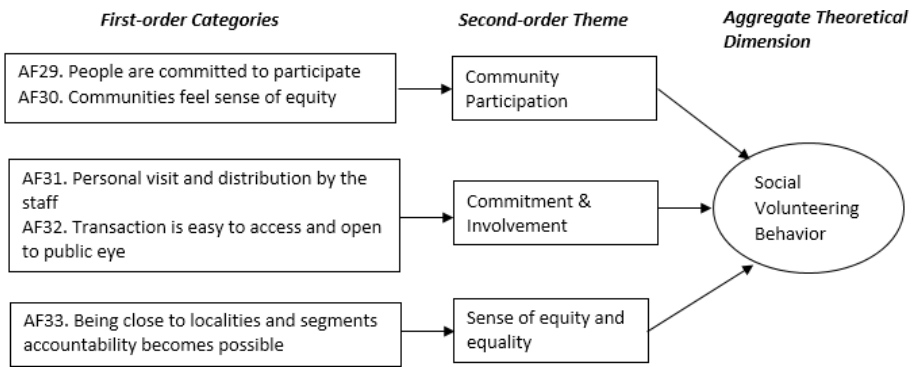 First-order Categories
Second-order Theme
Aggregate Theoretical
Dimension
AF29. People are committed to participate
AF30. Communities feel sense of equity
Community
Participation
AF31. Personal visit and distribution by the
staff
AF32. Transaction is easy to access and open
to public eye
Commitment &
Involvement
Social
Volunteering
Behavior
AF33. Being close to localities and segments
accountability becomes possible
Sense of equity and
equality